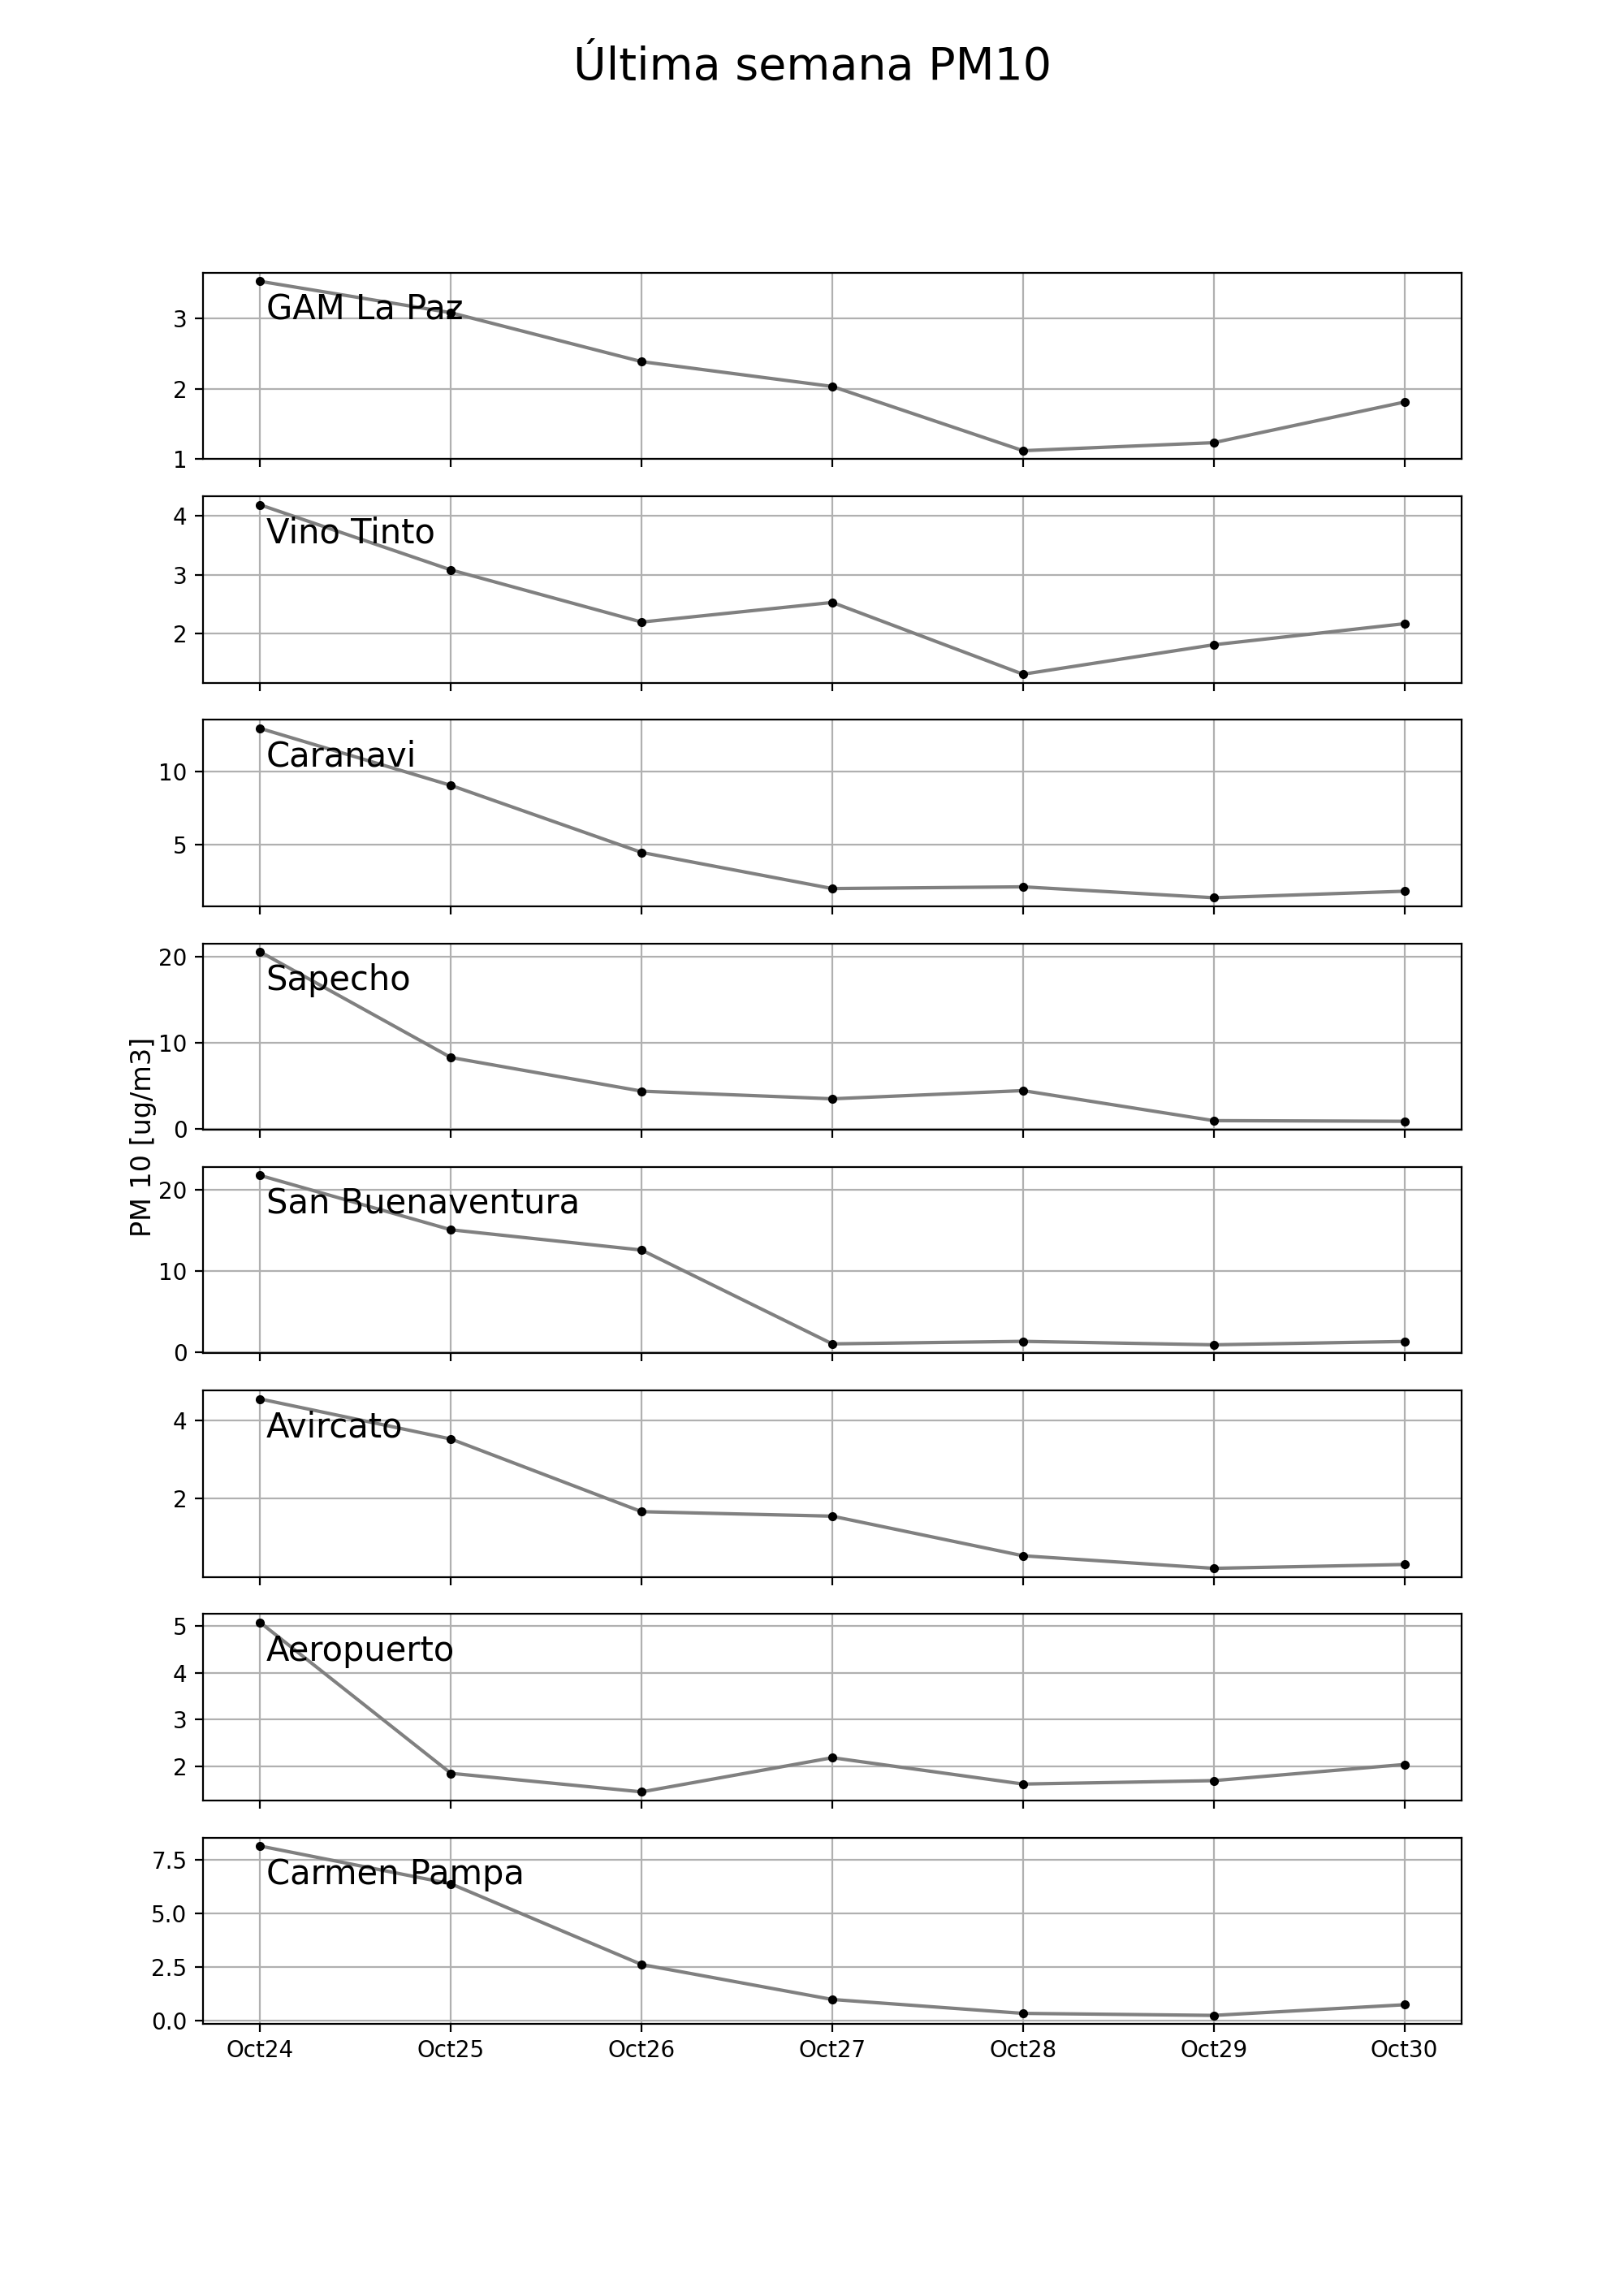 Última semana PM10
GAM La Paz
3
2
1
Vino Tinto
4
3
2
Caranavi
10
5
Sapecho
20
10
0
PM 10 [ug/m3]
San Buenaventura
20
10
0
Avircato
4
2
Aeropuerto
5
4
3
2
Carmen Pampa
7.5
5.0
2.5
0.0
Oct24 Oct25 Oct26 Oct27 Oct28 Oct29 Oct30